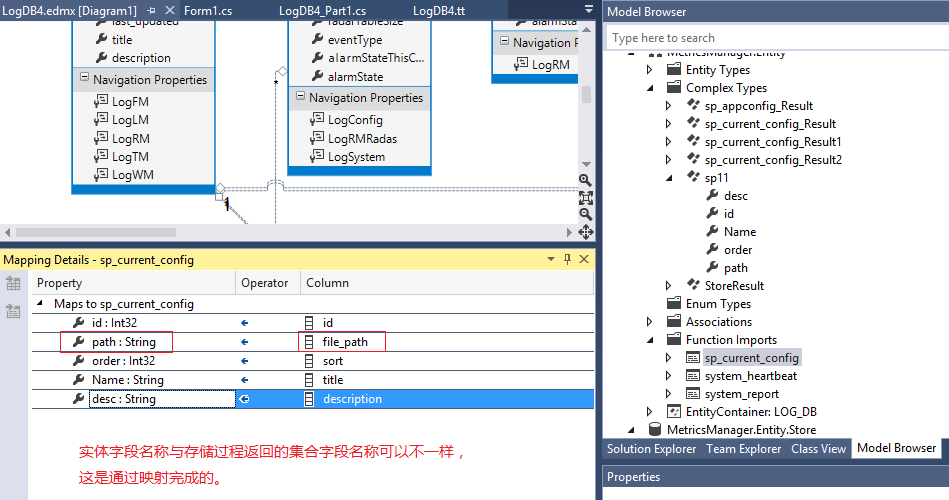 LogDB4.edmx [Diagram1]
Form1.cs
LogDB4_Part1.cs
LogDB4.tt
last_updated
title
description
Navigation Properties
LogFM
LogLM
LogRM
LogTM
LogWM
radarTableSize
eventType
alarmStateThisC...
alarmState
Navigation Properties
LogConfig
LogRMRadas
LogSystem
Navigation Pr
LogRM
Mapping Details - sp_current_config
Property Operator Column
Maps to sp_current_config
id : Int32 id
path : String file_path
order : Int32 sort
Name : String title
desc : String description
实体字段名称与存储过程返回的集合字段名称可以不一样，
这是通过映射完成的。
Model Browser
Type here to search
MetricsManager.Entity
Entity Types
Complex Types
sp_appconfig_Result
sp_current_config_Result
sp_current_config_Result1
sp_current_config_Result2
sp11
desc
id
Name
order
path
StoreResult
Enum Types
Associations
Function Imports
sp_current_config
system_heartbeat
system_report
EntityContainer: LOG_DB
MetricsManager.Entity.Store
Solution Explorer Team Explorer Class View Model Browser
Properties